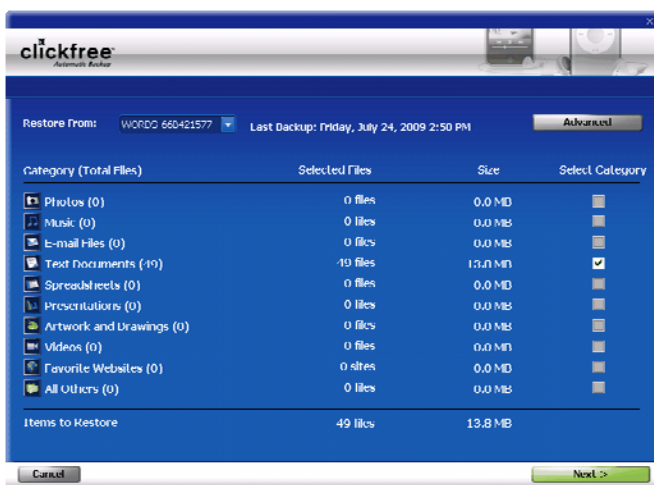 clickfree
Automatic Backup
Restore From: WORDS 660421577 Last Backup: Friday, July 24, 2009 2:50 PM Advanced
Category (Total Files) Selected Files Size Select Category
Photos (0) 0 files 0.0 MB
Music (0) 0 files 0.0 MB
E-mail Files (0) 0 files 0.0 MB
Text Documents (49) 49 files 13.8 MB
Spreadsheets (0) 0 files 0.0 MB
Presentations (0) 0 files 0.0 MB
Artwork and Drawings (0) 0 files 0.0 MB
Videos (0) 0 files 0.0 MB
Favorite Websites (0) 0 sites 0.0 MB
All Others (0) 0 files 0.0 MB
Items to Restore 49 files 13.8 MB
Cancel Next >